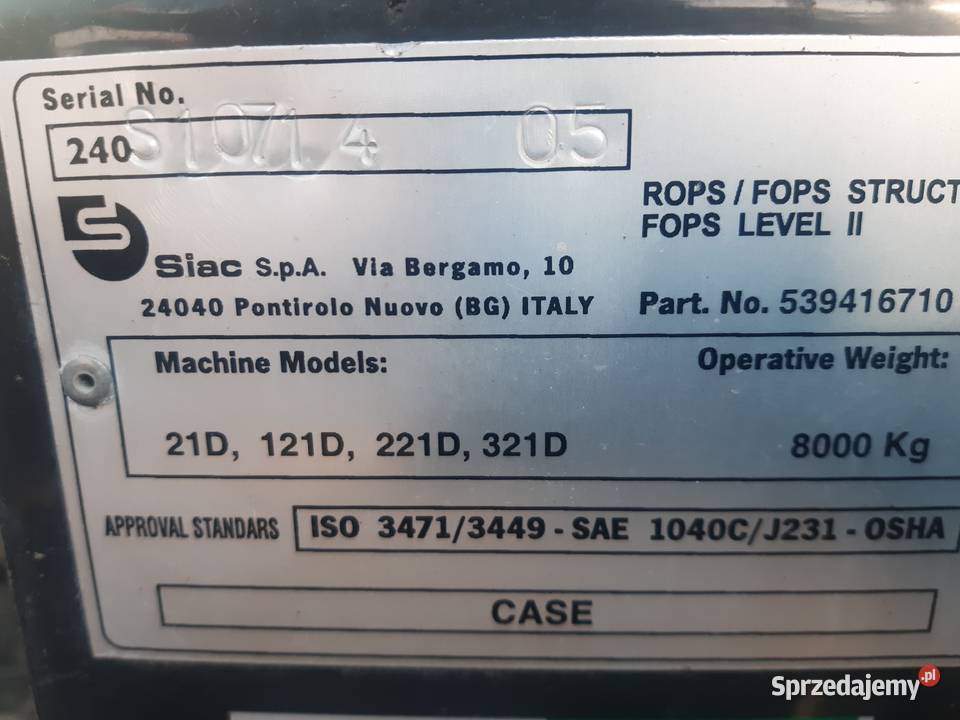 Serial No.
240 S1071 4 05
ROPS / FOPS STRUCT
FOPS LEVEL II
Siac S.p.A. Via Bergamo, 10
24040 Pontirolo Nuovo (BG) ITALY
Part. No. 539416710
Machine Models:
Operative Weight:
21D, 121D, 221D, 321D
8000 Kg
APPROVAL STANDARS
ISO 3471/3449 - SAE 1040C/J231 - OSHA
CASE
Sprzedajemy.pl